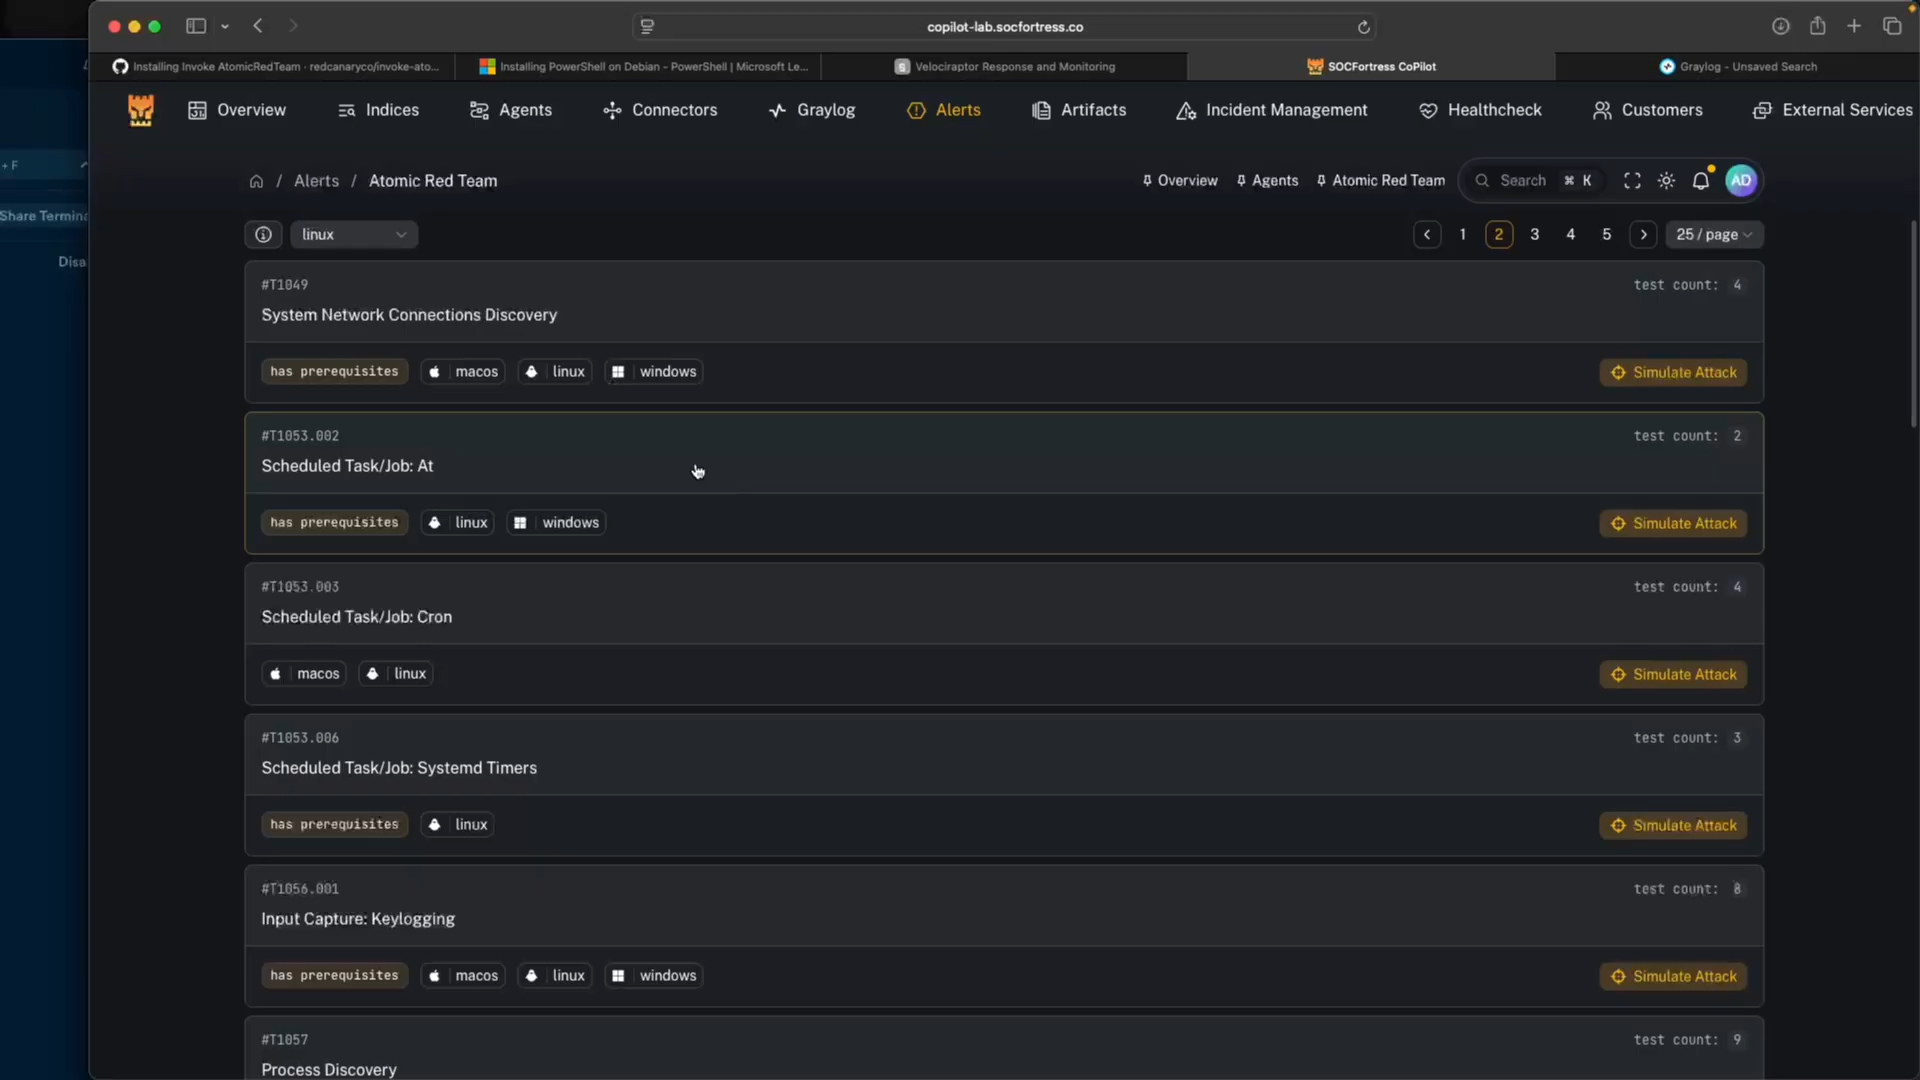 copilot-lab.socfortress.co
Installing Invoke AtomicRedTeam · redcanaryco/invoke-ato...
Installing PowerShell on Debian - PowerShell | Microsoft Le...
Velociraptor Response and Monitoring
SOCFortress CoPilot
Graylog - Unsaved Search
Overview
Indices
Agents
Connectors
Graylog
Alerts
Artifacts
Incident Management
Healthcheck
Customers
External Services
+ F
/ Alerts / Atomic Red Team
Overview
Agents
Atomic Red Team
Search ⌘ K
AD
Share Termina
linux
1
2
3
4
5
25 / page
Disa
#T1049
test count: 4
System Network Connections Discovery
has prerequisites
macos
linux
windows
Simulate Attack
#T1053.002
test count: 2
Scheduled Task/Job: At
has prerequisites
linux
windows
Simulate Attack
#T1053.003
test count: 4
Scheduled Task/Job: Cron
macos
linux
Simulate Attack
#T1053.006
test count: 3
Scheduled Task/Job: Systemd Timers
has prerequisites
linux
Simulate Attack
#T1056.001
test count: 8
Input Capture: Keylogging
has prerequisites
macos
linux
windows
Simulate Attack
#T1057
test count: 9
Process Discovery